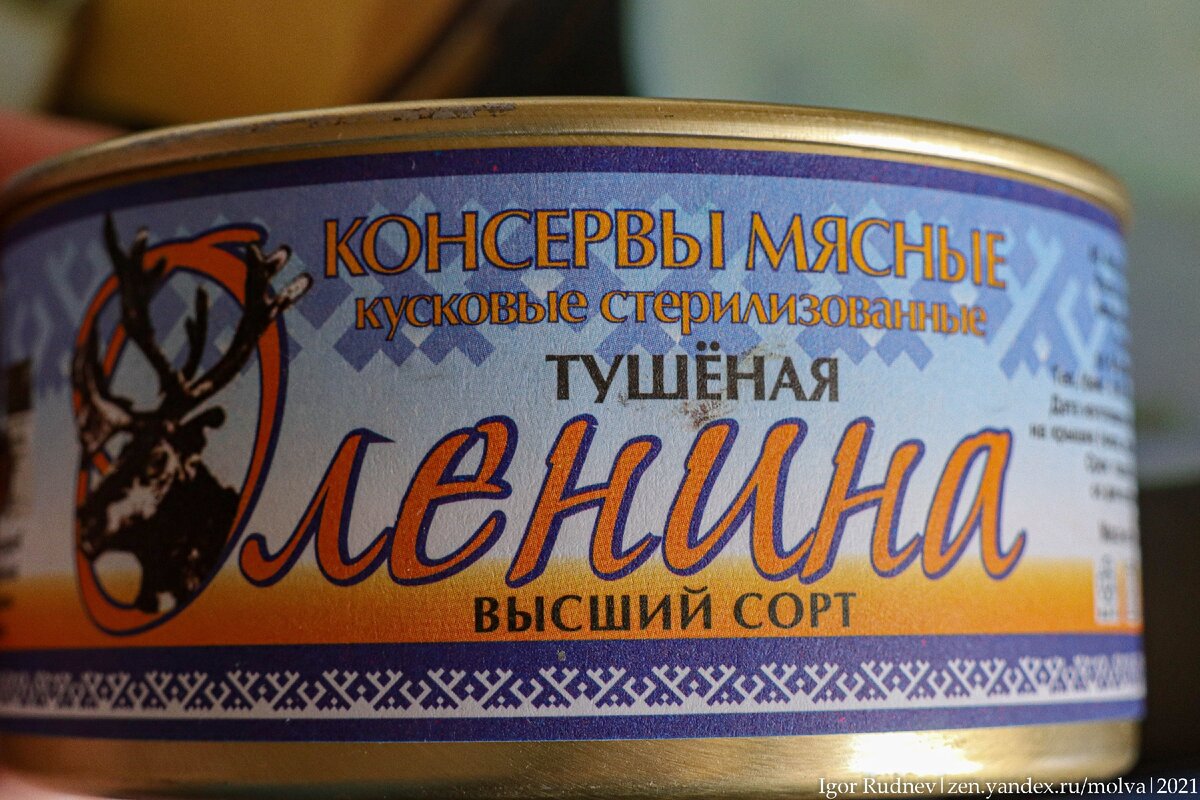 КОНСЕРВЫ МЯСНЫЕ
кусковые стерилизованные
ТУШЁНАЯ
Оленина
ВЫСШИЙ СОРТ
Igor Rudnev|zen.yandex.ru/molva|2021